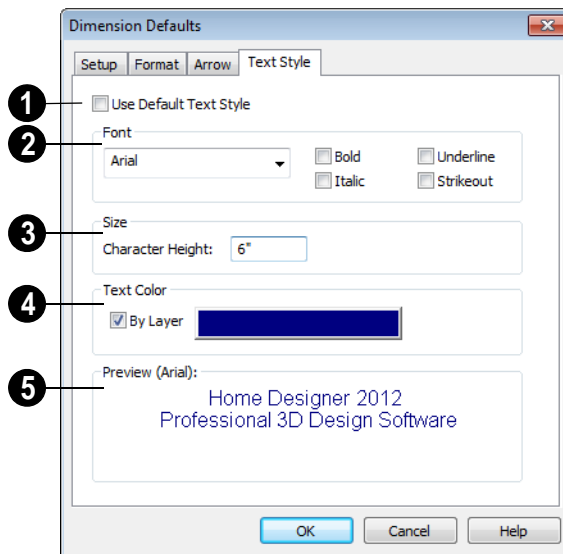 Dimension Defaults
Setup Format Arrow Text Style
1 Use Default Text Style
2 Font
Arial Bold Underline
Italic Strikeout
3 Size
Character Height: 6"
4 Text Color
By Layer
5 Preview (Arial):
Home Designer 2012
Professional 3D Design Software
OK Cancel Help